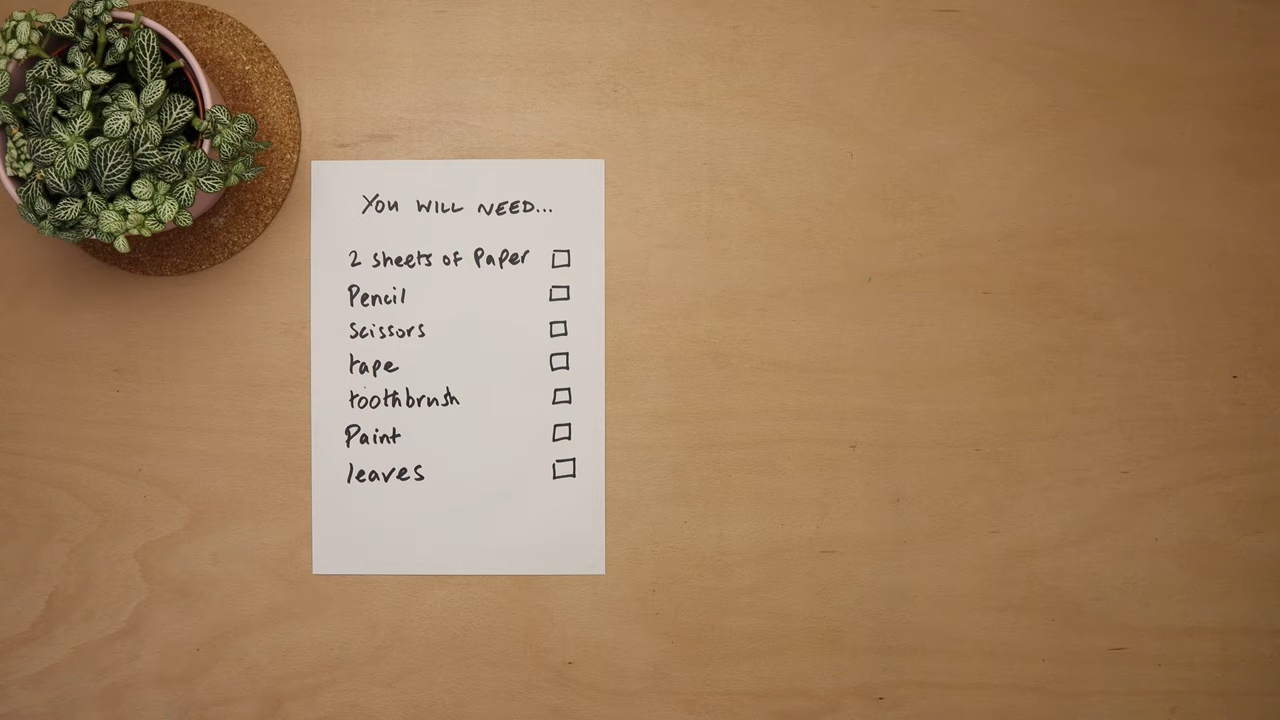 YOU WILL NEED...
2 sheets of Paper
Pencil
Scissors
tape
toothbrush
Paint
leaves